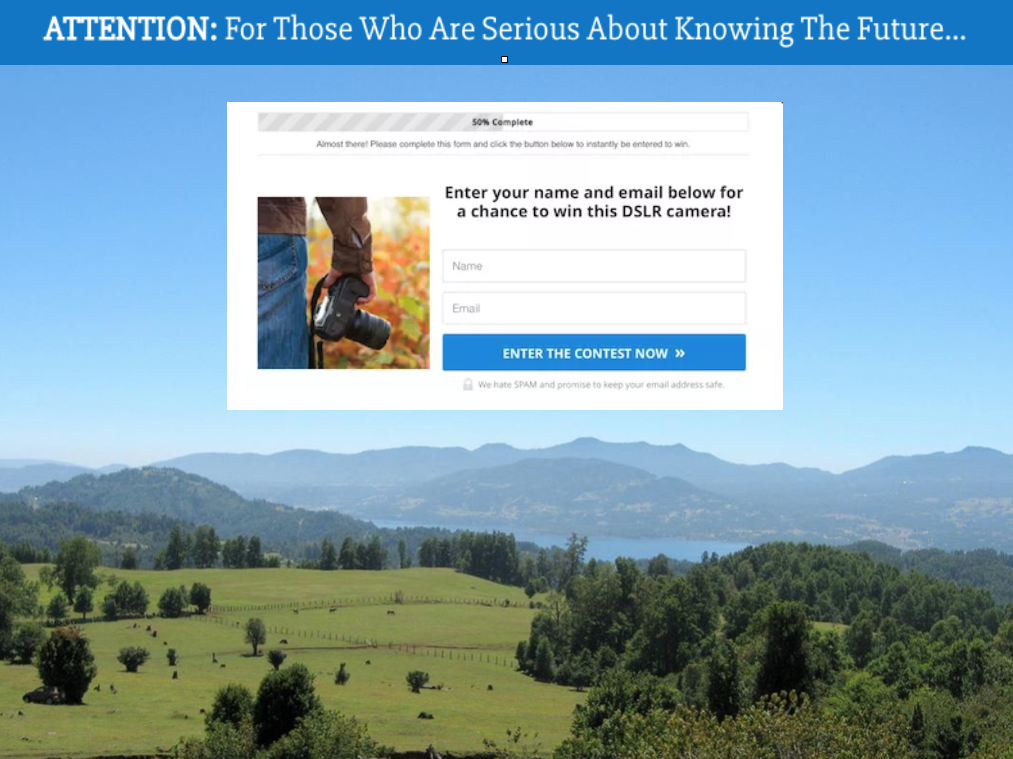 ATTENTION: For Those Who Are Serious About Knowing The Future...
50% Complete
Almost there! Please complete this form and click the button below to instantly be entered to win.
Enter your name and email below for
a chance to win this DSLR camera!
Name
Email
ENTER THE CONTEST NOW »
We hate SPAM and promise to keep your email address safe.